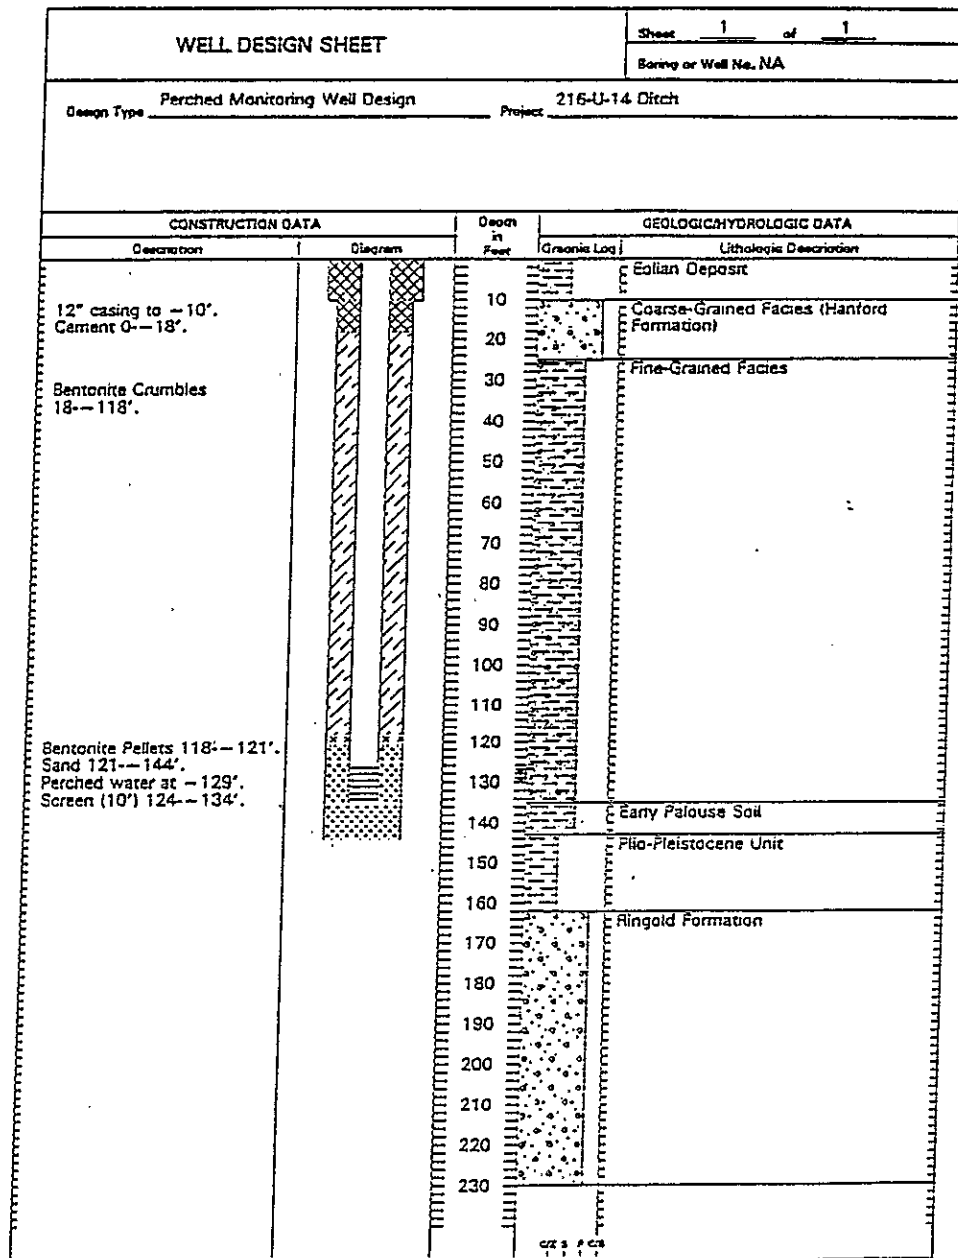 WELL DESIGN SHEET
Sheet 1 of 1
Boring or Well No. NA
Design Type Perched Monitoring Well Design Project 216-U-14 Ditch
CONSTRUCTION DATA
Depth in Feet
GEOLOGIC/HYDROLOGIC DATA
Description
Diagram
Graphic Log
Lithologic Description
12" casing to ~10'.
Cement 0-~18'.
Bentonite Crumbles
18-~118'.
Bentonite Pellets 118'-~121'.
Sand 121-~144'.
Perched water at ~129'.
Screen (10') 124-~134'.
10
20
30
40
50
60
70
80
90
100
110
120
130
140
150
160
170
180
190
200
210
220
230
Eolian Deposit
Coarse-Grained Facies (Hanford
Formation)
Fine-Grained Facies
Early Palouse Soil
Plio-Pleistocene Unit
Ringold Formation